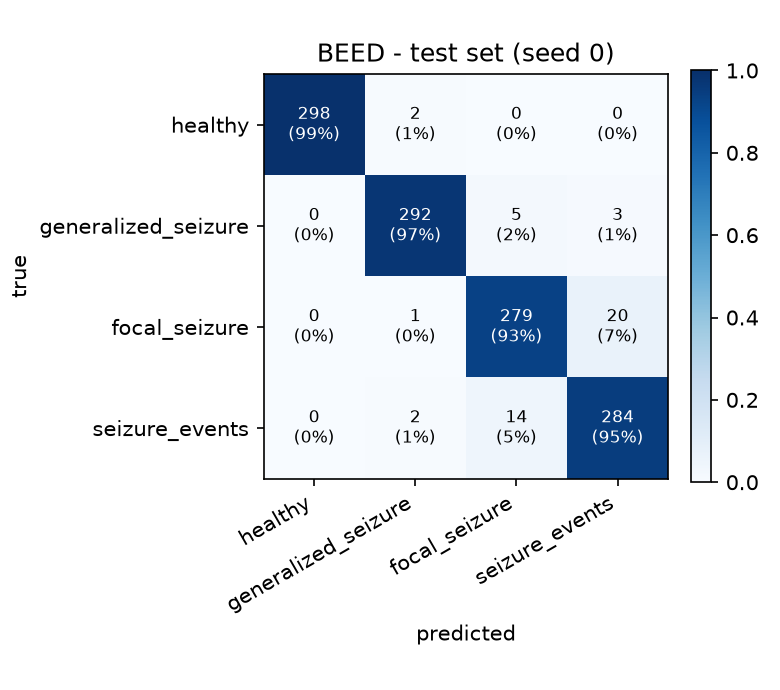 BEED - test set (seed 0)
true
healthy
298 2 0 0
(99%) (1%) (0%) (0%)
generalized_seizure
0 292 5 3
(0%) (97%) (2%) (1%)
focal_seizure
0 1 279 20
(0%) (0%) (93%) (7%)
seizure_events
0 2 14 284
(0%) (1%) (5%) (95%)
healthy
generalized_seizure
focal_seizure
seizure_events
predicted
1.0
0.8
0.6
0.4
0.2
0.0